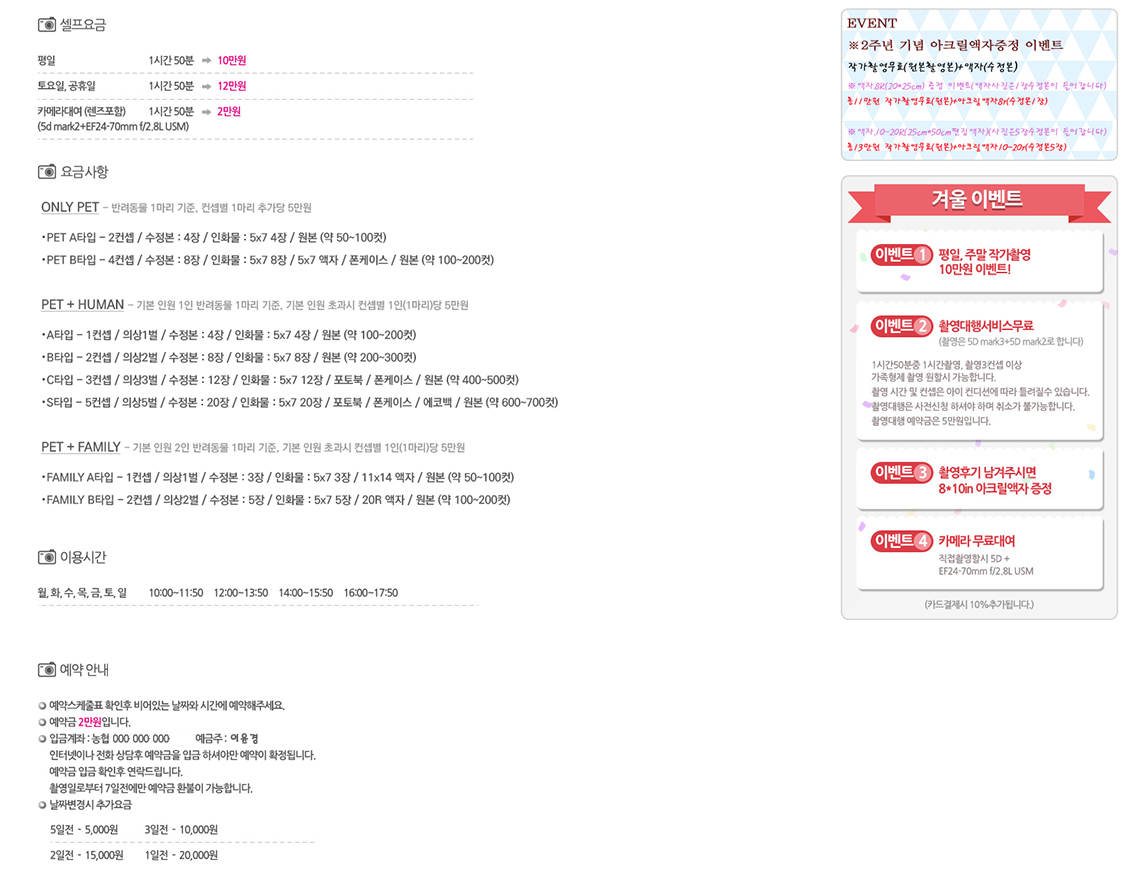 셀프요금
평일 1시간 50분 ➡ 10만원
토요일, 공휴일 1시간 50분 ➡ 12만원
카메라대여 (렌즈포함) 1시간 50분 ➡ 2만원
(5d mark2+EF24-70mm f/2.8L USM)
요금사항
ONLY PET - 반려동물 1마리 기준, 컨셉별 1마리 추가당 5만원
·PET A타입 - 2컨셉 / 수정본 : 4장 / 인화물 : 5x7 4장 / 원본 (약 50~100컷)
·PET B타입 - 4컨셉 / 수정본 : 8장 / 인화물 : 5x7 8장 / 5x7 액자 / 폰케이스 / 원본 (약 100~200컷)
PET + HUMAN - 기본 인원 1인 반려동물 1마리 기준, 기본 인원 초과시 컨셉별 1인(1마리)당 5만원
·A타입 - 1컨셉 / 의상1벌 / 수정본 : 4장 / 인화물 : 5x7 4장 / 원본 (약 100~200컷)
·B타입 - 2컨셉 / 의상2벌 / 수정본 : 8장 / 인화물 : 5x7 8장 / 원본 (약 200~300컷)
·C타입 - 3컨셉 / 의상3벌 / 수정본 : 12장 / 인화물 : 5x7 12장 / 포토북 / 폰케이스 / 원본 (약 400~500컷)
·S타입 - 5컨셉 / 의상5벌 / 수정본 : 20장 / 인화물 : 5x7 20장 / 포토북 / 폰케이스 / 에코백 / 원본 (약 600~700컷)
PET + FAMILY - 기본 인원 2인 반려동물 1마리 기준, 기본 인원 초과시 컨셉별 1인(1마리)당 5만원
·FAMILY A타입 - 1컨셉 / 의상1벌 / 수정본 : 3장 / 인화물 : 5x7 3장 / 11x14 액자 / 원본 (약 50~100컷)
·FAMILY B타입 - 2컨셉 / 의상2벌 / 수정본 : 5장 / 인화물 : 5x7 5장 / 20R 액자 / 원본 (약 100~200컷)
이용시간
월, 화, 수, 목, 금, 토, 일 10:00~11:50 12:00~13:50 14:00~15:50 16:00~17:50
예약 안내
예약스케줄표 확인후 비어있는 날짜와 시간에 예약해주세요.
예약금 2만원입니다.
입금계좌 : 농협 000 000 000 예금주 : 이윤경
인터넷이나 전화 상담후 예약금을 입금 하셔야만 예약이 확정됩니다.
예약금 입금 확인후 연락드립니다.
촬영일로부터 7일전에만 예약금 환불이 가능합니다.
날짜변경시 추가요금
5일전 - 5,000원 3일전 - 10,000원
2일전 - 15,000원 1일전 - 20,000원
EVENT
※2주년 기념 아크릴액자증정 이벤트
작가촬영무료(원본촬영본)+액자(수정본)
※액자.8R(20*25cm) 증정 이벤트(액자사진은1장수정본이 들어갑니다)
총11만원 작가촬영무료(원본)+아크릴액자8r(수정본1장)
※액자.10-20R(25cm*50cm편집액자)(사진은5장수정본이 들어갑니다)
총13만원 작가촬영무료(원본)+아크릴액자10-20r(수정본5장)
겨울 이벤트
이벤트 1 평일, 주말 작가촬영
10만원 이벤트!
이벤트 2 촬영대행서비스무료
(촬영은 5D mark3+5D mark2로 합니다)
1시간50분중 1시간촬영, 촬영3컨셉 이상
가족형제 촬영 원할시 가능합니다.
촬영 시간 및 컨셉은 아이 컨디션에 따라 틀려질수 있습니다.
촬영대행은 사전신청 하셔야 하며 취소가 불가능합니다.
촬영대행 예약금은 5만원입니다.
이벤트 3 촬영후기 남겨주시면
8*10in 아크릴액자 증정
이벤트 4 카메라 무료대여
직접촬영할시 5D +
EF24-70mm f/2.8L USM
(카드결제시 10%추가됩니다.)